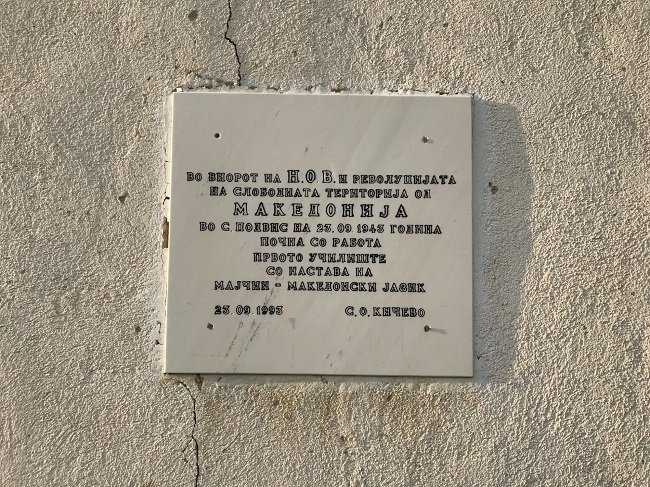 ВО ВИОРОТ НА Н.О.В. И РЕВОЛУЦИЈАТА
НА СЛОБОДНАТА ТЕРИТОРИЈА ОД
МАКЕДОНИЈА
ВО С. ПОДВИС НА 23.09 1943 ГОДИНА
ПОЧНА СО РАБОТА
ПРВОТО УЧИЛИШТЕ
СО НАСТАВА НА
МАЈЧИН - МАКЕДОНСКИ ЈАЗИК
23.09.1993 С.О. КИЧЕВО